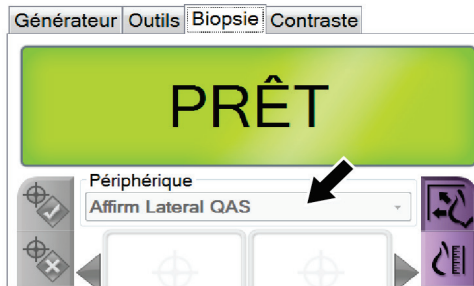 Générateur Outils Biopsie Contraste
PRÊT
Périphérique
Affirm Lateral QAS